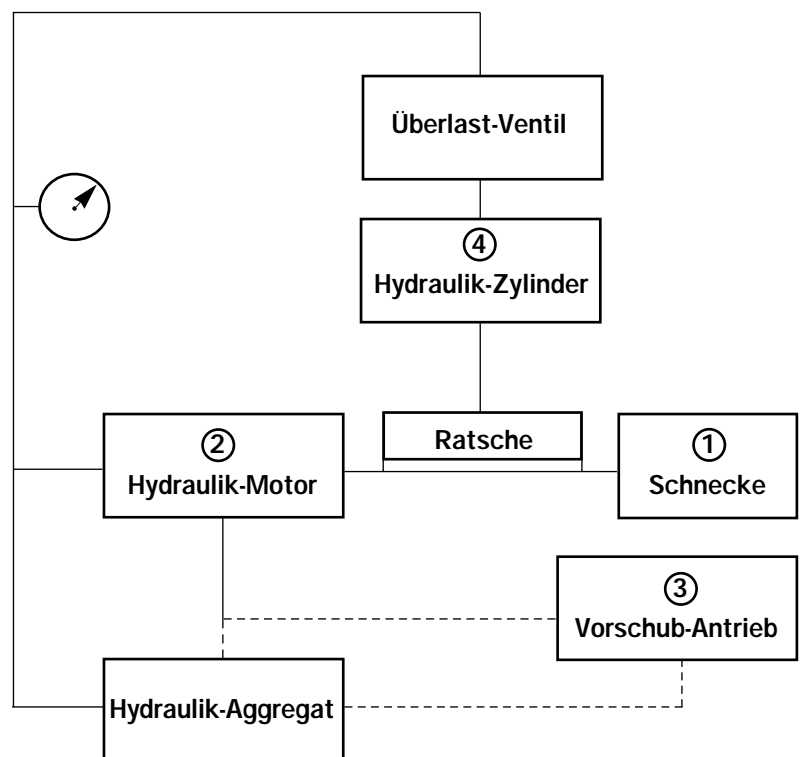 Überlast-Ventil
4
Hydraulik-Zylinder
Ratsche
2
Hydraulik-Motor
1
Schnecke
3
Vorschub-Antrieb
Hydraulik-Aggregat